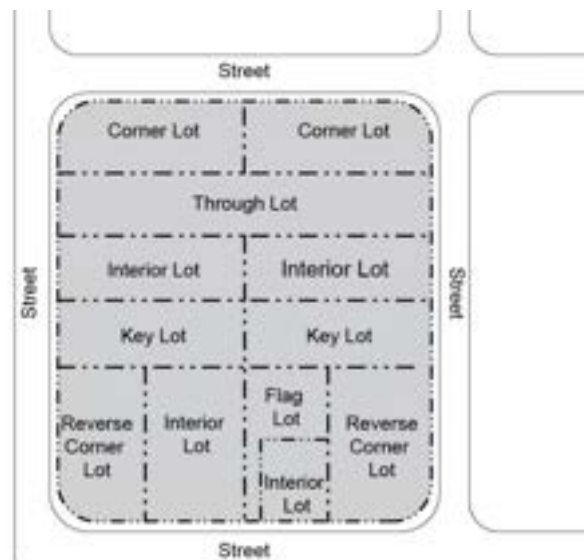 Street
Corner Lot
Corner Lot
Through Lot
Interior Lot
Interior Lot
Street
Street
Key Lot
Key Lot
Reverse
Corner
Lot
Interior
Lot
Flag
Lot
Interior
Lot
Reverse
Corner
Lot
Street